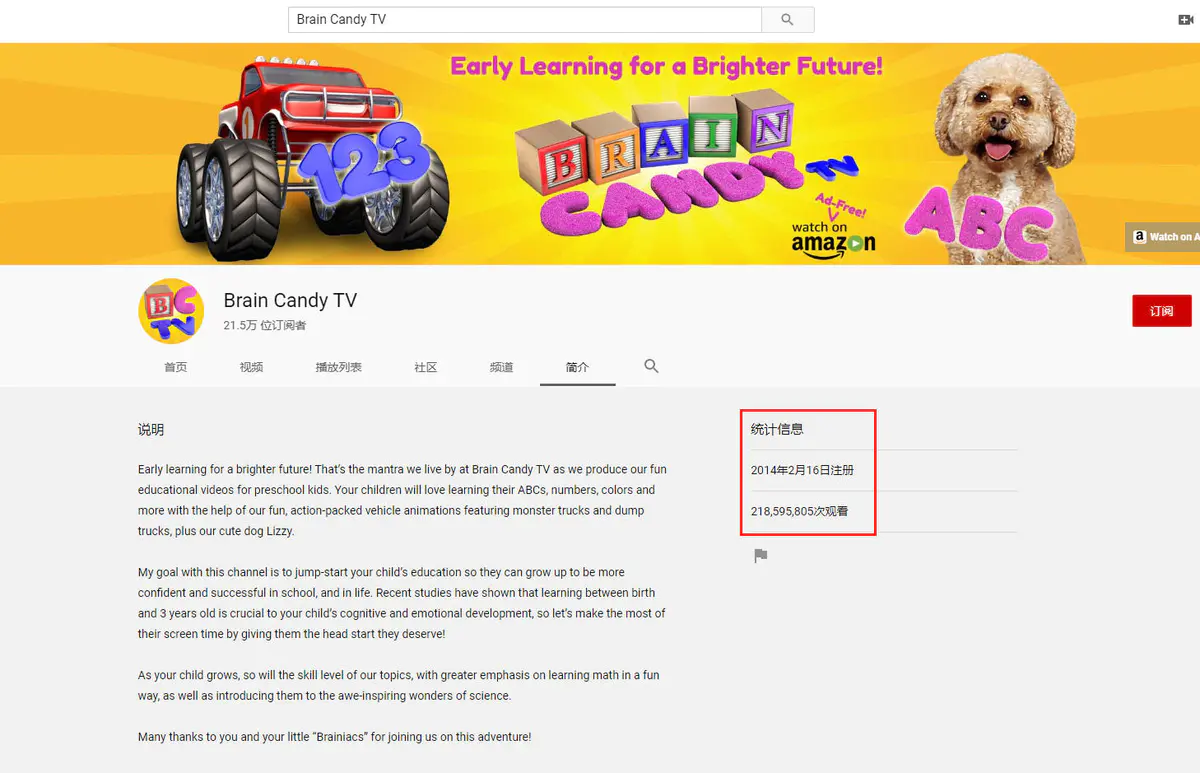 Brain Candy TV
Early Learning for a Brighter Future!
123
BRAIN
CANDY TV
Ad-Free!
watch on
amazon
ABC
a Watch on A
BC
TV
Brain Candy TV
21.5万 位订阅者
订阅
首页 视频 播放列表 社区 频道 简介
说明
Early learning for a brighter future! That's the mantra we live by at Brain Candy TV as we produce our fun
educational videos for preschool kids. Your children will love learning their ABCs, numbers, colors and
more with the help of our fun, action-packed vehicle animations featuring monster trucks and dump
trucks, plus our cute dog Lizzy.
My goal with this channel is to jump-start your child's education so they can grow up to be more
confident and successful in school, and in life. Recent studies have shown that learning between birth
and 3 years old is crucial to your child's cognitive and emotional development, so let's make the most of
their screen time by giving them the head start they deserve!
As your child grows, so will the skill level of our topics, with greater emphasis on learning math in a fun
way, as well as introducing them to the awe-inspiring wonders of science.
Many thanks to you and your little “Brainiacs” for joining us on this adventure!
统计信息
2014年2月16日注册
218,595,805次观看